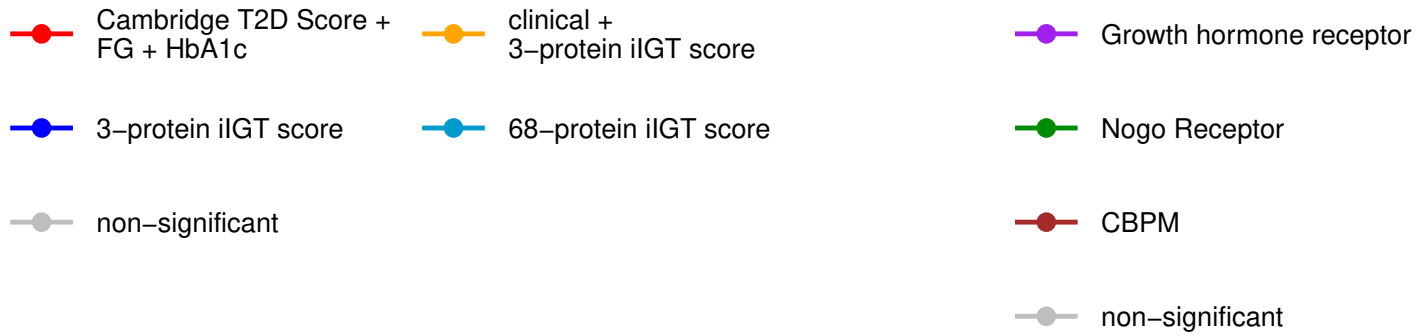 Cambridge T2D Score +
FG + HbA1c
clinical +
3−protein iIGT score
Growth hormone receptor
3−protein iIGT score
68−protein iIGT score
Nogo Receptor
non−significant
CBPM
non−significant